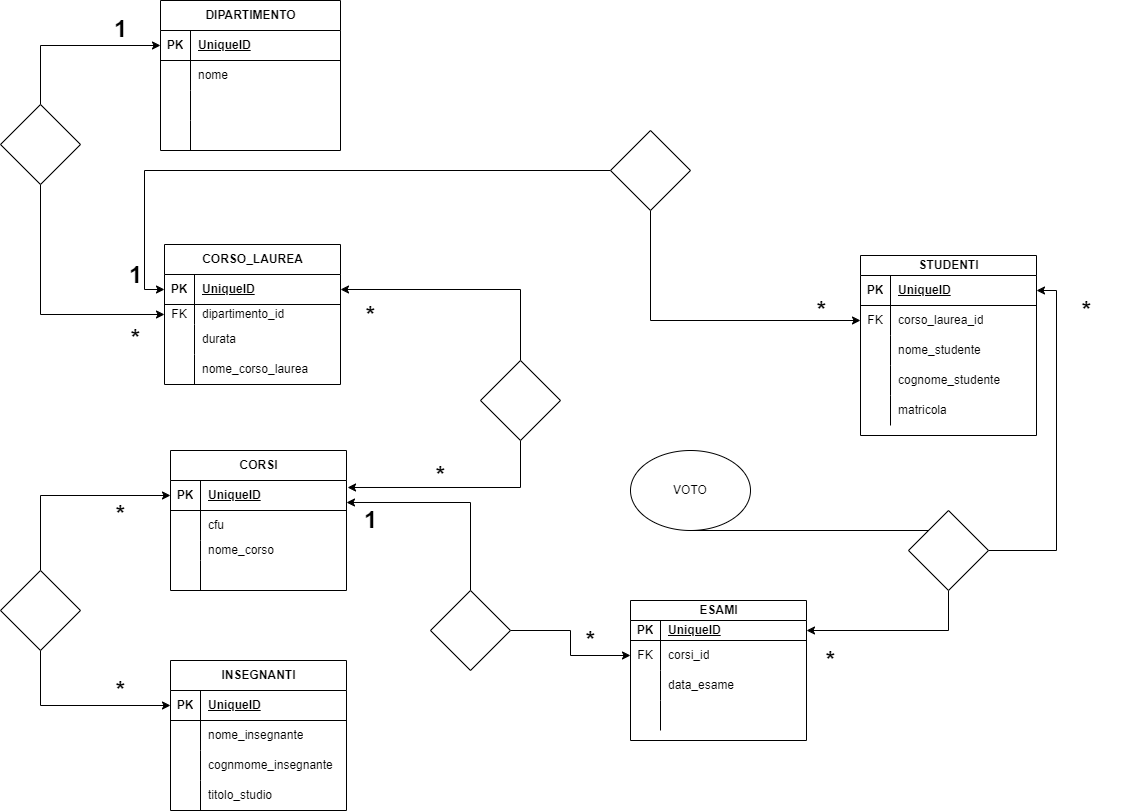 DIPARTIMENTO
1
PK UniqueID
nome
1
CORSO_LAUREA
PK UniqueID
FK dipartimento_id
durata
nome_corso_laurea
*
*
STUDENTI
PK UniqueID
FK corso_laurea_id
nome_studente
cognome_studente
matricola
*
*
CORSI
PK UniqueID
cfu
nome_corso
*
*
1
VOTO
INSEGNANTI
PK UniqueID
nome_insegnante
cognmome_insegnante
titolo_studio
*
ESAMI
PK UniqueID
FK corsi_id
data_esame
*
*